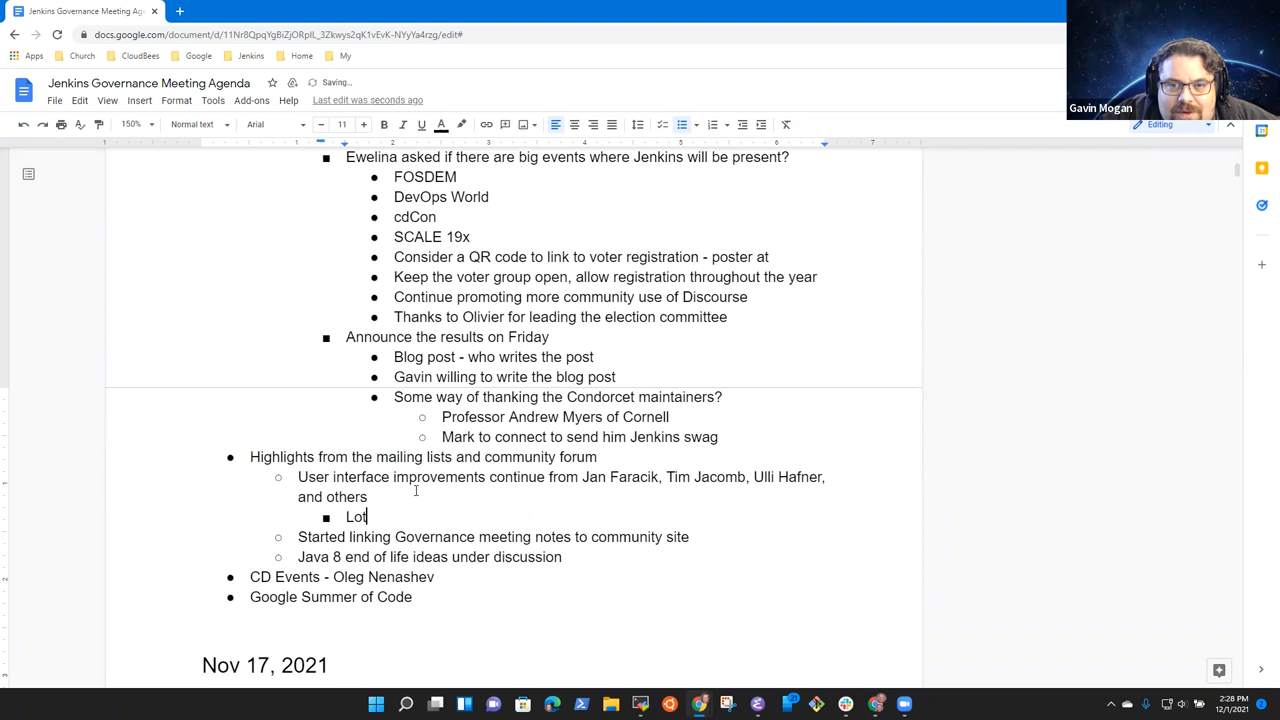 Jenkins Governance Meeting Ag
docs.google.com/document/d/11Nr8QpqYgBiZjORpIL_3Zkwys2qK1vEvK-NYyYa4rzg/edit#
Apps Church CloudBees Google Jenkins Home My
Gavin Mogan
Jenkins Governance Meeting Agenda Saving...
File Edit View Insert Format Tools Add-ons Help Last edit was seconds ago
150% Normal text Arial 11 Editing
1 1 2 3 4 5 6 7
■ Ewelina asked if there are big events where Jenkins will be present?
● FOSDEM
● DevOps World
● cdCon
● SCALE 19x
● Consider a QR code to link to voter registration - poster at
● Keep the voter group open, allow registration throughout the year
● Continue promoting more community use of Discourse
● Thanks to Olivier for leading the election committee
■ Announce the results on Friday
● Blog post - who writes the post
● Gavin willing to write the blog post
● Some way of thanking the Condorcet maintainers?
○ Professor Andrew Myers of Cornell
○ Mark to connect to send him Jenkins swag
● Highlights from the mailing lists and community forum
○ User interface improvements continue from Jan Faracik, Tim Jacomb, Ulli Hafner,
and others
■ Lot
○ Started linking Governance meeting notes to community site
○ Java 8 end of life ideas under discussion
● CD Events - Oleg Nenashev
● Google Summer of Code
Nov 17, 2021
2:28 PM
12/1/2021